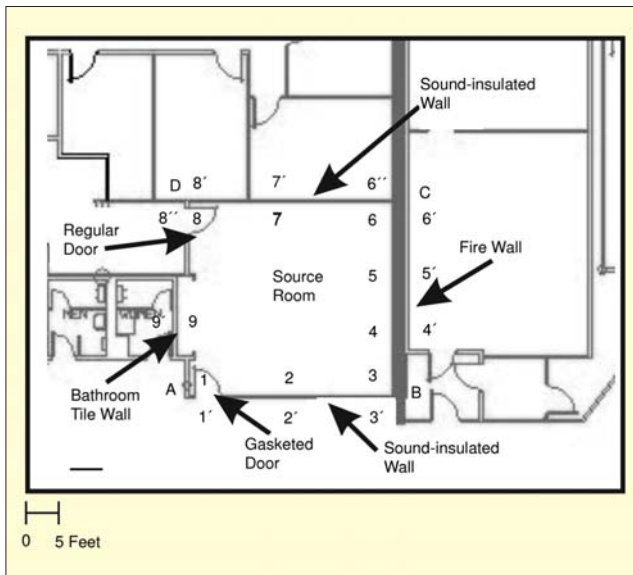 Sound-insulated
Wall
D 8´ 7´ 6´´ C
8´´ 8 7 6 6´
Regular
Door
Fire Wall
Source
Room
5 5´
MEN WOMEN 9´ 9 4 4´
Bathroom
Tile Wall
A 1 2 3 B
1´ 2´ 3´
Gasketed
Door
Sound-insulated
Wall
0 5 Feet